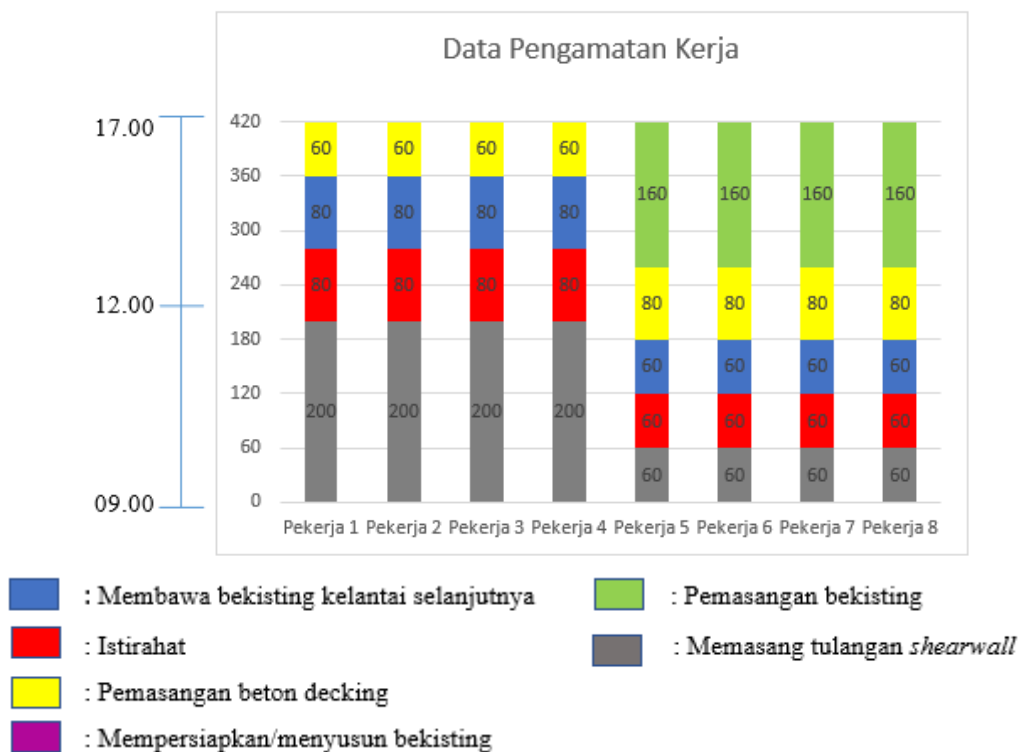 Data Pengamatan Kerja
17.00
12.00
09.00
420
360
300
240
180
120
60
0
60 60 60 60 160 160 160 160
80 80 80 80 80 80 80 80
80 80 80 80 60 60 60 60
200 200 200 200 60 60 60 60
60 60 60 60
Pekerja 1 Pekerja 2 Pekerja 3 Pekerja 4 Pekerja 5 Pekerja 6 Pekerja 7 Pekerja 8
: Membawa bekisting kelantai selanjutnya
: Istirahat
: Pemasangan beton decking
: Mempersiapkan/menyusun bekisting
: Pemasangan bekisting
: Memasang tulangan shearwall